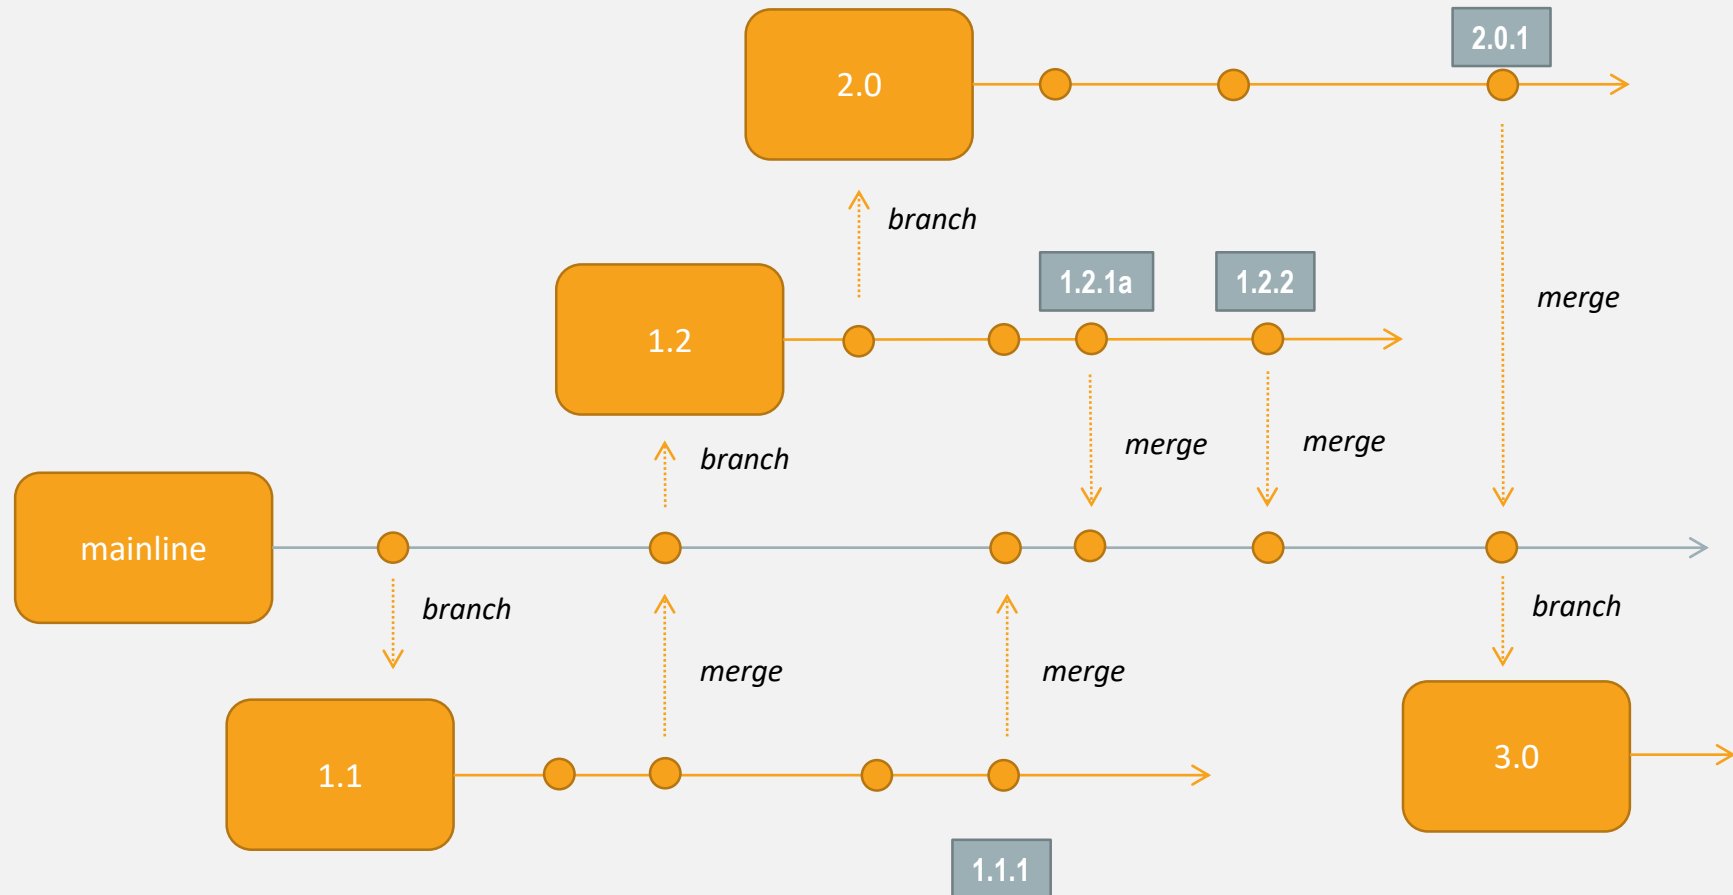 2.0.1
2.0
branch
1.2.1a
1.2.2
merge
1.2
merge
merge
branch
mainline
branch
branch
merge
merge
1.1
3.0
1.1.1